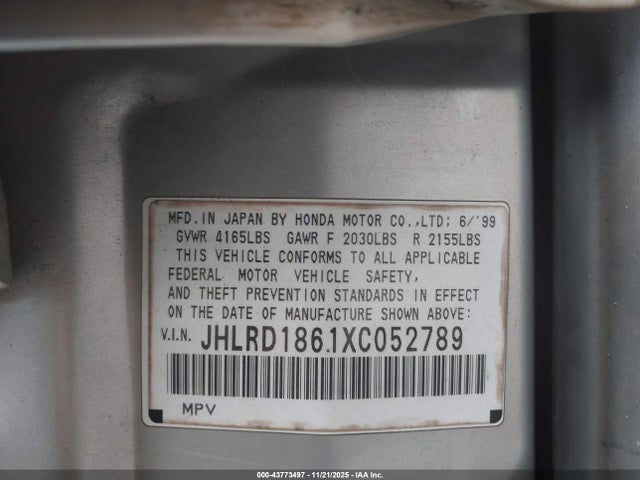 MFD. IN JAPAN BY HONDA MOTOR CO., LTD; 6/'99
GVWR 4165LBS GAWR F 2030LBS R 2155LBS
THIS VEHICLE CONFORMS TO ALL APPLICABLE
FEDERAL MOTOR VEHICLE SAFETY,
AND THEFT PREVENTION STANDARDS IN EFFECT
ON THE DATE OF MANUFACTURE SHOWN ABOVE:
V.I.N. JHLRD1861XC052789
MPV
000-43773497 - 11/21/2025 - IAA Inc.